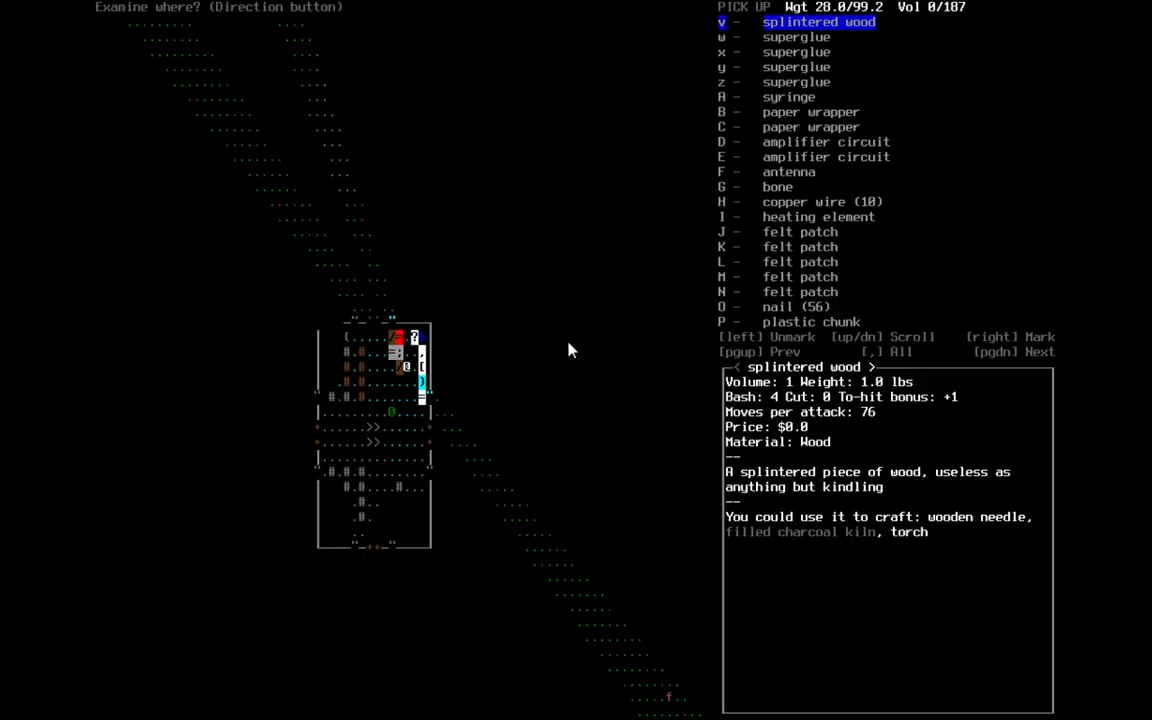 Examine where? (Direction button)
PICK UP Wgt 28.0/99.2 Vol 0/187
v - splintered wood
w - superglue
x - superglue
y - superglue
z - superglue
A - syringe
B - paper wrapper
C - paper wrapper
D - amplifier circuit
E - amplifier circuit
F - antenna
G - bone
H - copper wire (10)
I - heating element
J - felt patch
K - felt patch
L - felt patch
M - felt patch
N - felt patch
O - nail (56)
P - plastic chunk
[left] Unmark [up/dn] Scroll [right] Mark
[pgup] Prev [,] All [pgdn] Next
< splintered wood >
Volume: 1 Weight: 1.0 lbs
Bash: 4 Cut: 0 To-hit bonus: +1
Moves per attack: 76
Price: $0.0
Material: Wood
--
A splintered piece of wood, useless as
anything but kindling
--
You could use it to craft: wooden needle,
filled charcoal kiln, torch